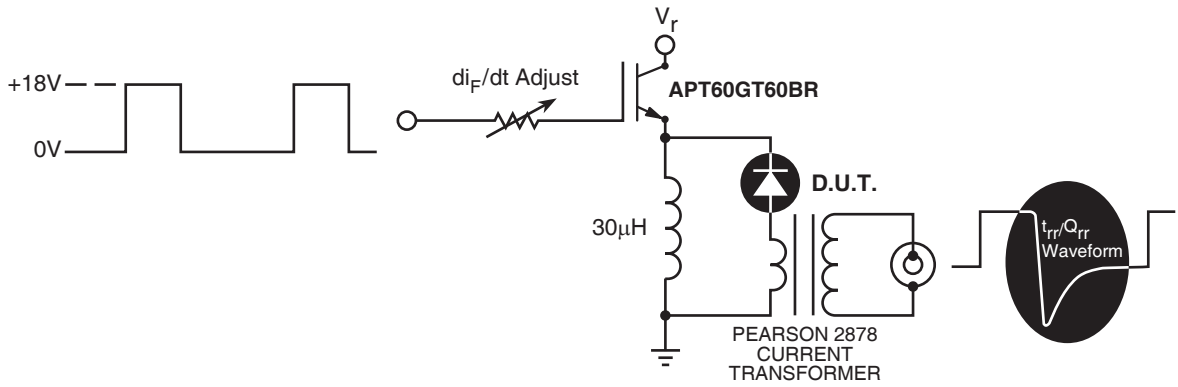 V_r
+18V
di_F/dt Adjust
APT60GT60BR
0V
D.U.T.
30μH
t_rr/Q_rr
Waveform
PEARSON 2878
CURRENT
TRANSFORMER